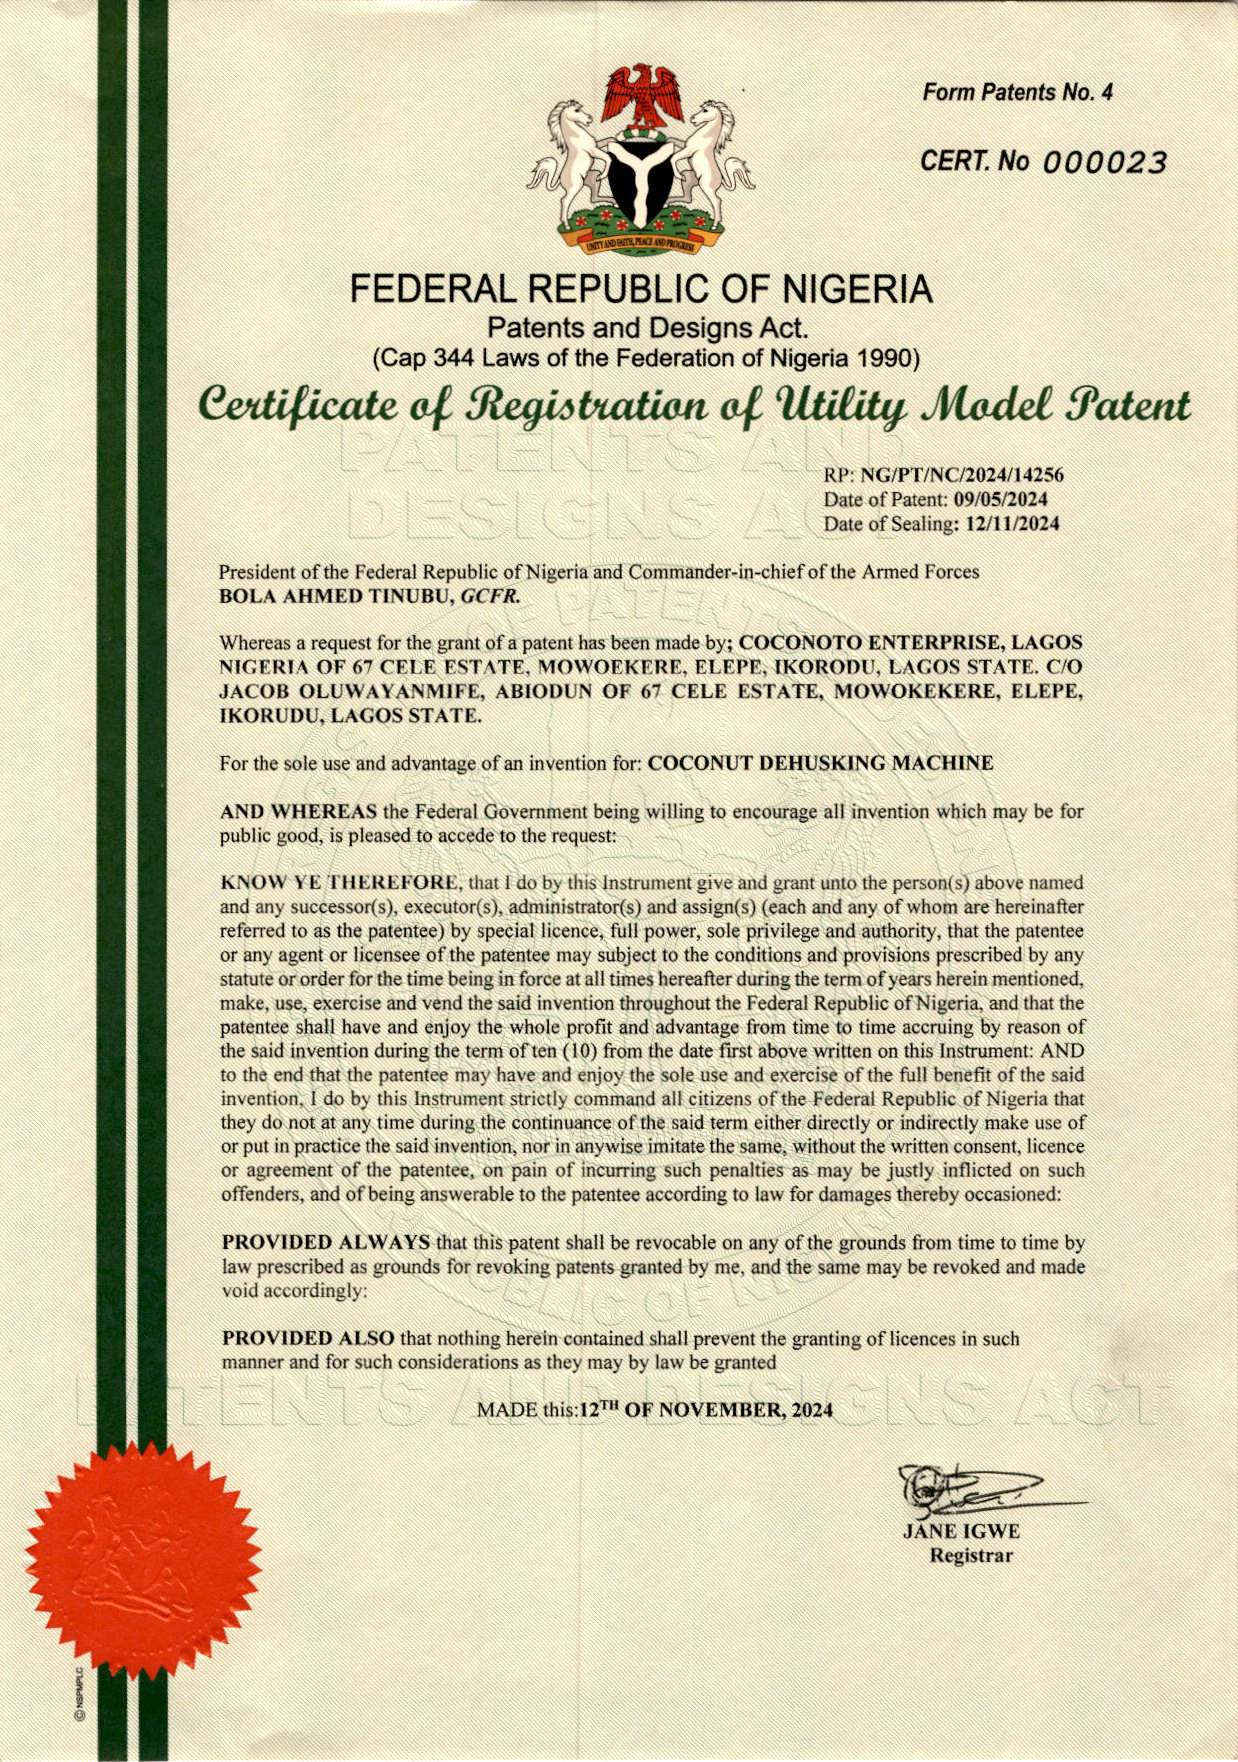 Form Patents No. 4
CERT. No 000023
UNITY AND FAITH, PEACE AND PROGRESS
FEDERAL REPUBLIC OF NIGERIA
Patents and Designs Act.
(Cap 344 Laws of the Federation of Nigeria 1990)
Certificate of Registration of Utility Model Patent
PATENTS AND
DESIGNS ACT
RP: NG/PT/NC/2024/14256
Date of Patent: 09/05/2024
Date of Sealing: 12/11/2024
President of the Federal Republic of Nigeria and Commander-in-chief of the Armed Forces
BOLA AHMED TINUBU, GCFR.
Whereas a request for the grant of a patent has been made by; COCONOTO ENTERPRISE, LAGOS
NIGERIA OF 67 CELE ESTATE, MOWOEKERE, ELEPE, IKORODU, LAGOS STATE. C/O
JACOB OLUWAYANMIFE, ABIODUN OF 67 CELE ESTATE, MOWOKEKERE, ELEPE,
IKORUDU, LAGOS STATE.
For the sole use and advantage of an invention for: COCONUT DEHUSKING MACHINE
AND WHEREAS the Federal Government being willing to encourage all invention which may be for
public good, is pleased to accede to the request:
KNOW YE THEREFORE, that I do by this Instrument give and grant unto the person(s) above named
and any successor(s), executor(s), administrator(s) and assign(s) (each and any of whom are hereinafter
referred to as the patentee) by special licence, full power, sole privilege and authority, that the patentee
or any agent or licensee of the patentee may subject to the conditions and provisions prescribed by any
statute or order for the time being in force at all times hereafter during the term of years herein mentioned,
make, use, exercise and vend the said invention throughout the Federal Republic of Nigeria, and that the
patentee shall have and enjoy the whole profit and advantage from time to time accruing by reason of
the said invention during the term of ten (10) from the date first above written on this Instrument: AND
to the end that the patentee may have and enjoy the sole use and exercise of the full benefit of the said
invention, I do by this Instrument strictly command all citizens of the Federal Republic of Nigeria that
they do not at any time during the continuance of the said term either directly or indirectly make use of
or put in practice the said invention, nor in anywise imitate the same, without the written consent, licence
or agreement of the patentee, on pain of incurring such penalties as may be justly inflicted on such
offenders, and of being answerable to the patentee according to law for damages thereby occasioned:
PROVIDED ALWAYS that this patent shall be revocable on any of the grounds from time to time by
law prescribed as grounds for revoking patents granted by me, and the same may be revoked and made
void accordingly:
PROVIDED ALSO that nothing herein contained shall prevent the granting of licences in such
manner and for such considerations as they may by law be granted
PATENTS AND DESIGNS ACT
MADE this:12TH OF NOVEMBER, 2024
JANE IGWE
Registrar
© NSPMPLC